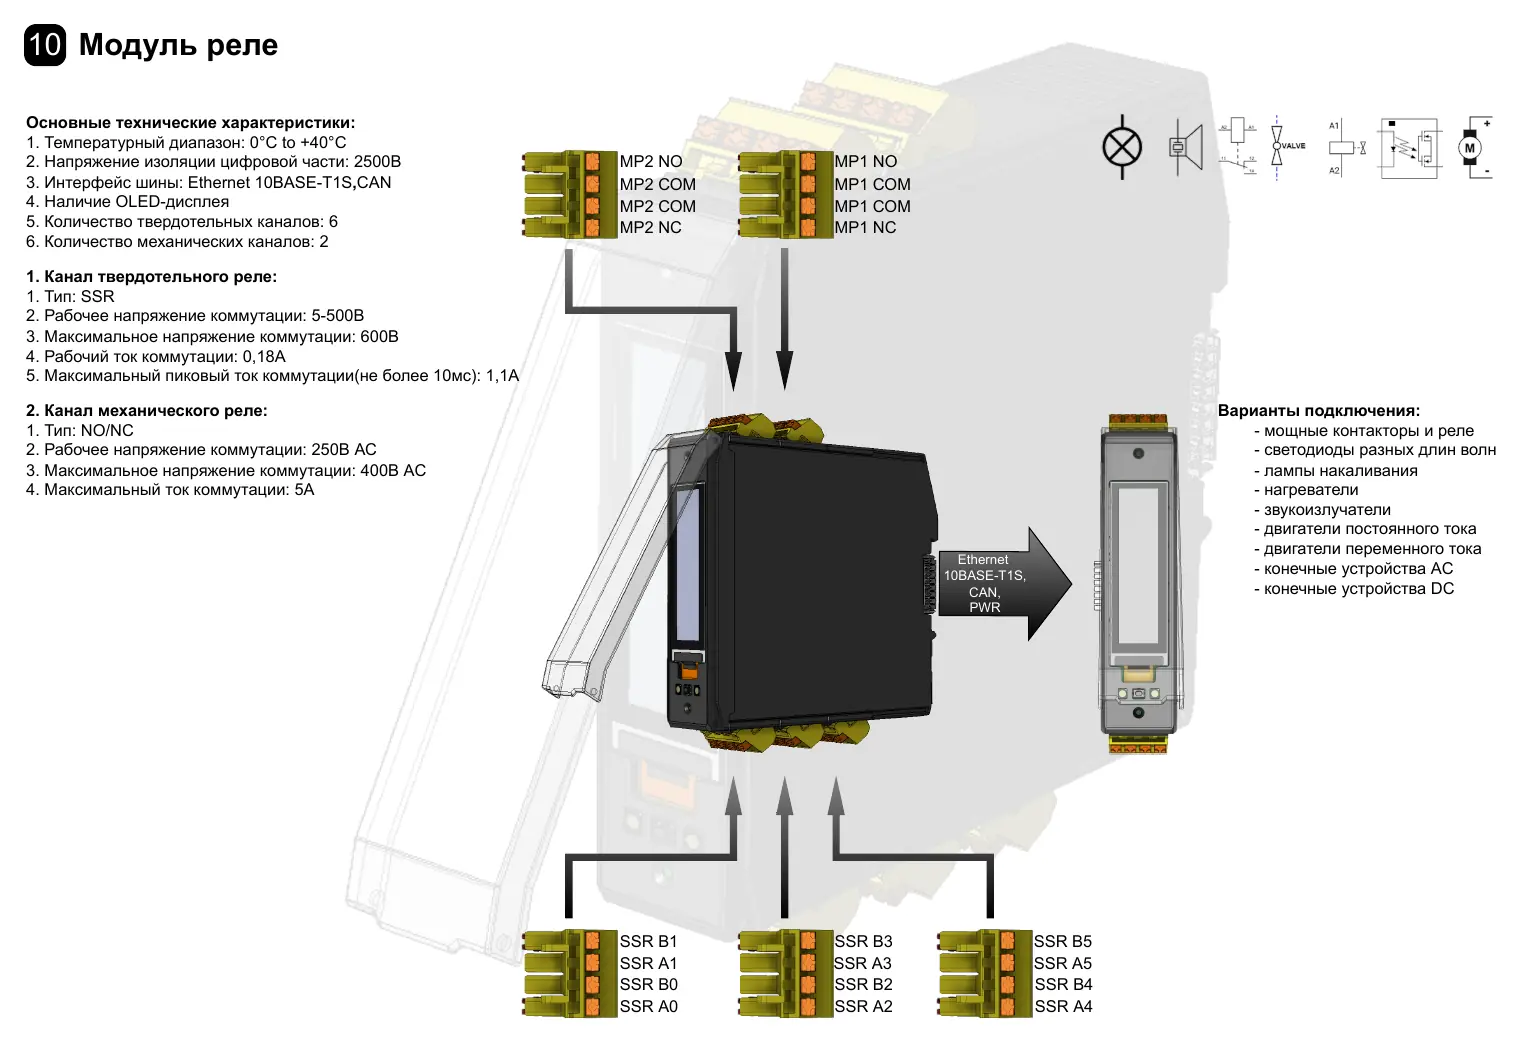 10 Модуль реле
Основные технические характеристики:
1. Температурный диапазон: 0°C to +40°C
2. Напряжение изоляции цифровой части: 2500В
3. Интерфейс шины: Ethernet 10BASE-T1S,CAN
4. Наличие OLED-дисплея
5. Количество твердотельных каналов: 6
6. Количество механических каналов: 2
1. Канал твердотельного реле:
1. Тип: SSR
2. Рабочее напряжение коммутации: 5-500В
3. Максимальное напряжение коммутации: 600В
4. Рабочий ток коммутации: 0,18А
5. Максимальный пиковый ток коммутации(не более 10мс): 1,1А
2. Канал механического реле:
1. Тип: NO/NC
2. Рабочее напряжение коммутации: 250В AC
3. Максимальное напряжение коммутации: 400В AC
4. Максимальный ток коммутации: 5А
MP2 NO
MP2 COM
MP2 COM
MP2 NC
MP1 NO
MP1 COM
MP1 COM
MP1 NC
A2 A1
11 12
14
VALVE
A1
A2
M
+
-
Ethernet
10BASE-T1S,
CAN,
PWR
Варианты подключения:
- мощные контакторы и реле
- светодиоды разных длин волн
- лампы накаливания
- нагреватели
- звукоизлучатели
- двигатели постоянного тока
- двигатели переменного тока
- конечные устройства AC
- конечные устройства DC
SSR B1
SSR A1
SSR B0
SSR A0
SSR B3
SSR A3
SSR B2
SSR A2
SSR B5
SSR A5
SSR B4
SSR A4